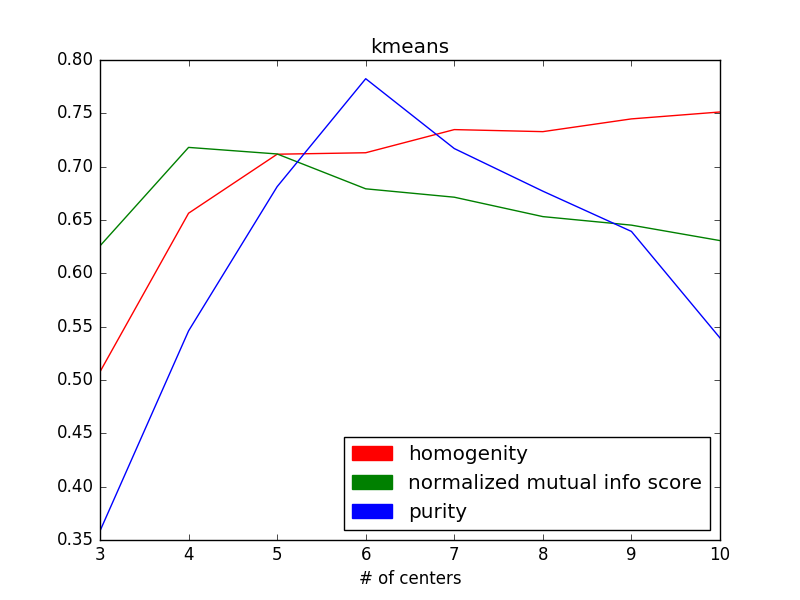 kmeans
0.80
0.75
0.70
0.65
0.60
0.55
0.50
0.45
0.40
0.35
homogenity
normalized mutual info score
purity
3 4 5 6 7 8 9 10
# of centers